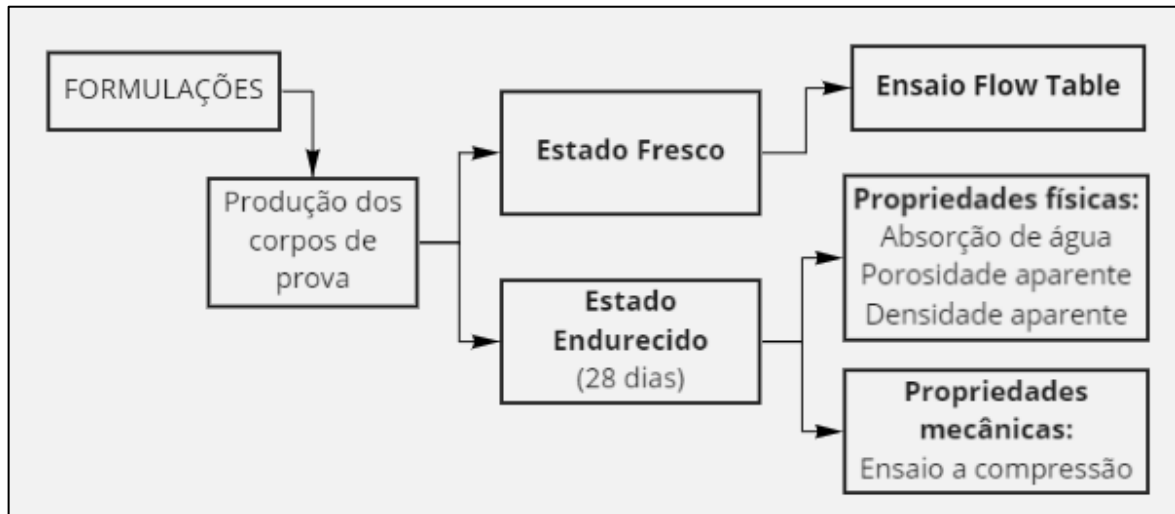 FORMULAÇÕES
Produção dos
corpos de
prova
Estado Fresco
Ensaio Flow Table
Estado
Endurecido
(28 dias)
Propriedades físicas:
Absorção de água
Porosidade aparente
Densidade aparente
Propriedades
mecânicas:
Ensaio a compressão